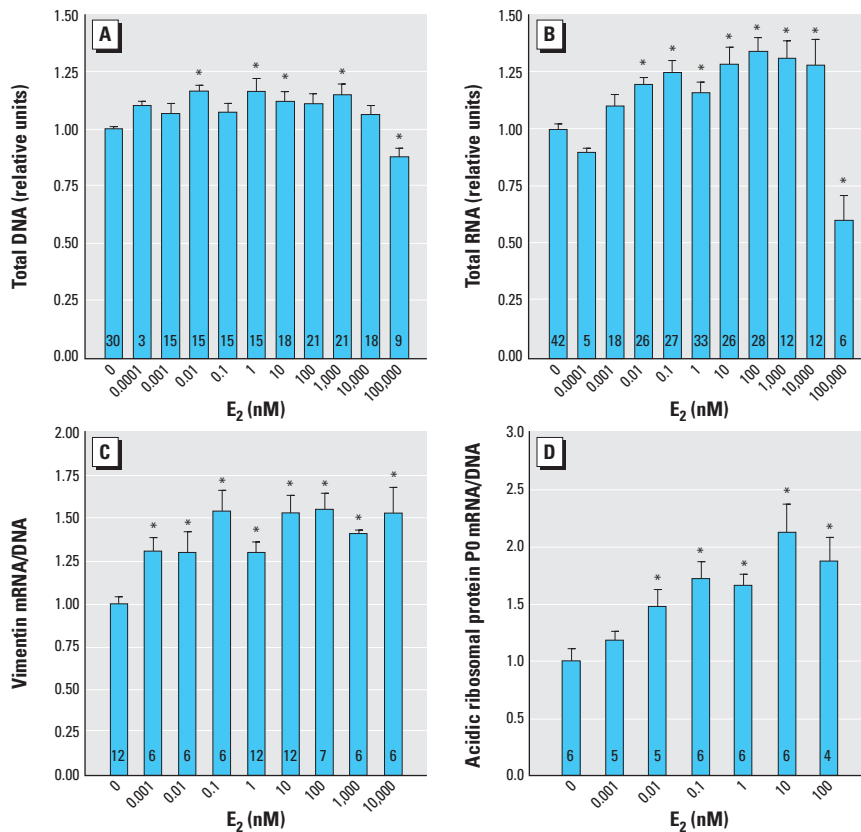 A
Total DNA (relative units)
1.50
1.25
1.00
0.75
0.50
0.25
0.00
* * * * *
30 3 15 15 15 15 18 21 21 18 9
0 0.0001 0.001 0.01 0.1 1 10 100 1,000 10,000 100,000
E2 (nM)
B
Total RNA (relative units)
1.50
1.25
1.00
0.75
0.50
0.25
0.00
* * * * * * * *
42 5 18 26 27 33 26 28 12 12 6
0 0.0001 0.001 0.01 0.1 1 10 100 1,000 10,000 100,000
E2 (nM)
C
Vimentin mRNA/DNA
2.00
1.75
1.50
1.25
1.00
0.75
0.50
0.25
0.00
* * * * * * * *
12 6 6 6 12 12 7 6 6
0 0.001 0.01 0.1 1 10 100 1,000 10,000
E2 (nM)
D
Acidic ribosomal protein P0 mRNA/DNA
3.0
2.5
2.0
1.5
1.0
0.5
0.0
* * * * *
6 5 5 6 6 6 4
0 0.001 0.01 0.1 1 10 100
E2 (nM)